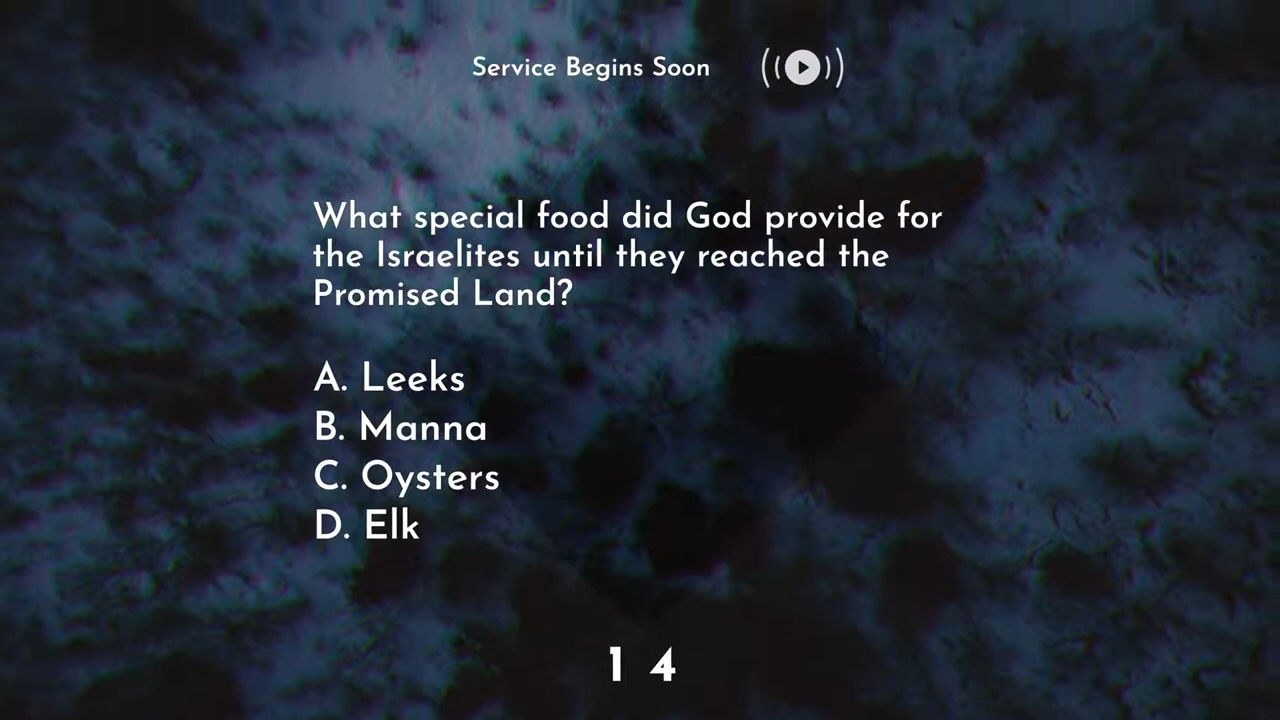 Service Begins Soon
What special food did God provide for
the Israelites until they reached the
Promised Land?
A. Leeks
B. Manna
C. Oysters
D. Elk
1 4